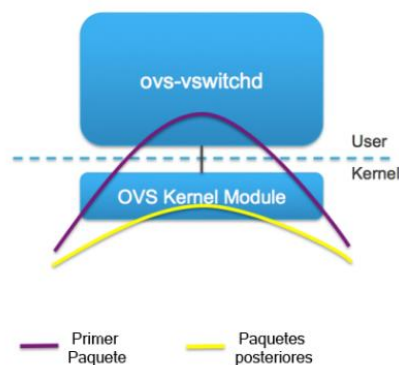 ovs-vswitchd
User
Kernel
OVS Kernel Module
Primer
Paquete
Paquetes
posteriores